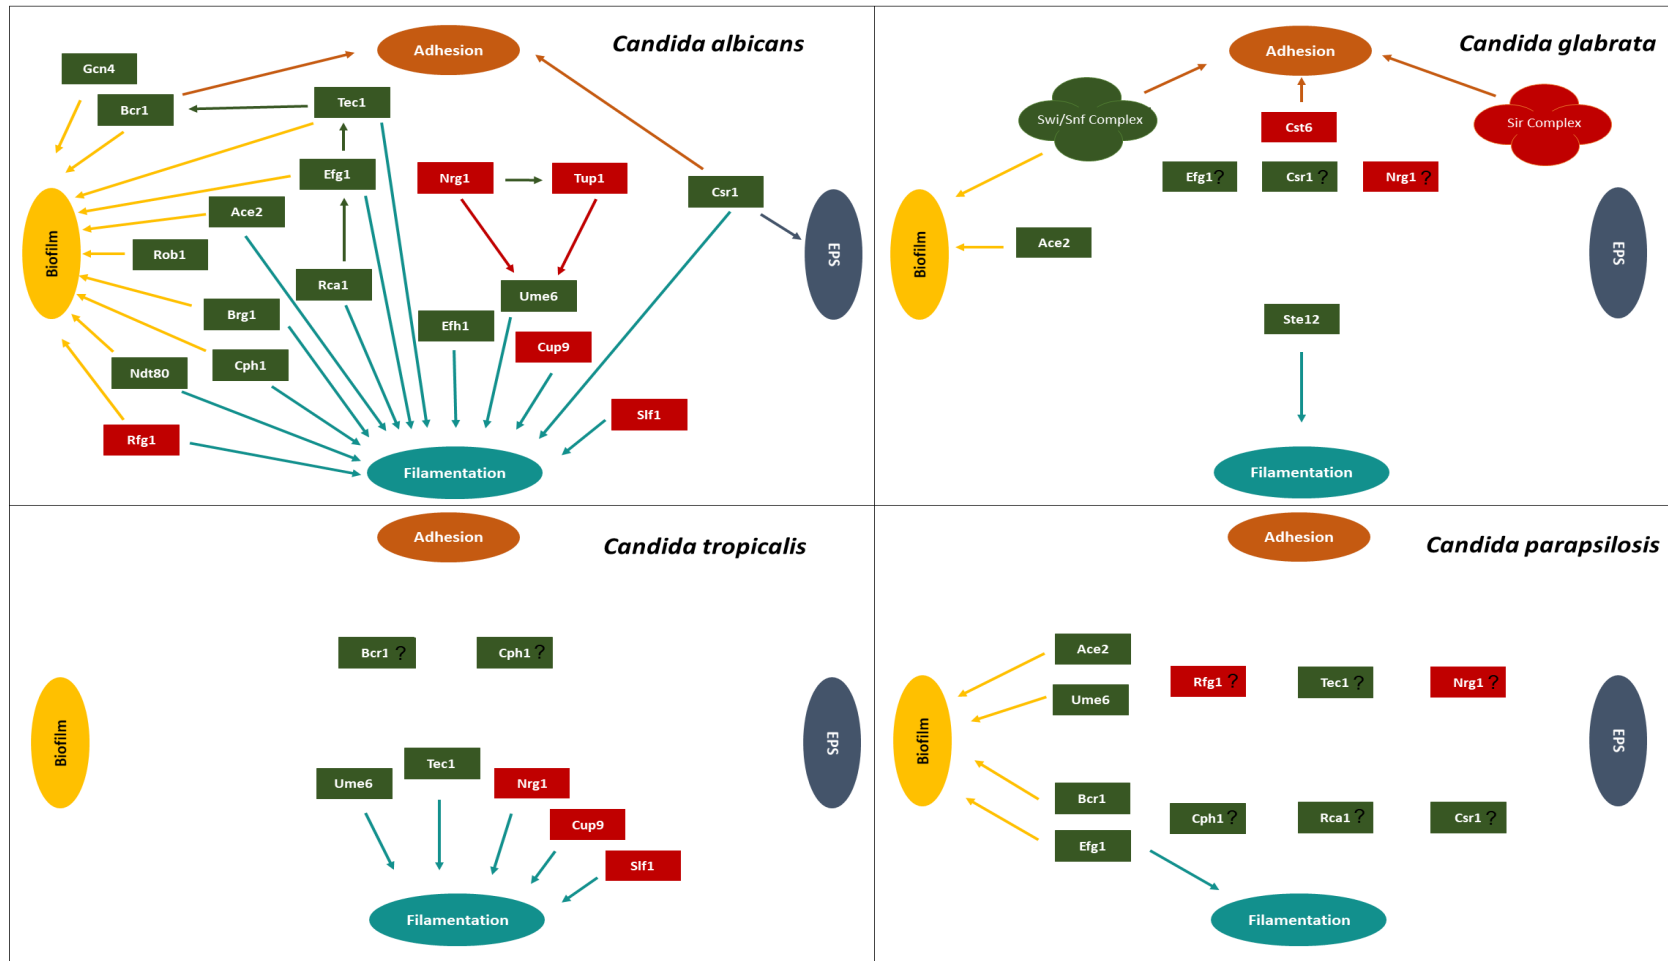 Candida albicans
Adhesion
Gcn4
Bcr1
Tec1
Efg1
Nrg1
Tup1
Csr1
Ace2
Biofilm
Rob1
EPS
Rca1
Ume6
Brg1
Efh1
Cup9
Ndt80
Cph1
Slf1
Rfg1
Filamentation
Candida glabrata
Adhesion
Swi/Snf Complex
Cst6
Sir Complex
Efg1?
Csr1?
Nrg1?
Biofilm
Ace2
EPS
Ste12
Filamentation
Candida tropicalis
Adhesion
Bcr1?
Cph1?
Biofilm
EPS
Ume6
Tec1
Nrg1
Cup9
Slf1
Filamentation
Candida parapsilosis
Adhesion
Ace2
Rfg1?
Tec1?
Nrg1?
Ume6
Biofilm
EPS
Bcr1
Cph1?
Rca1?
Csr1?
Efg1
Filamentation